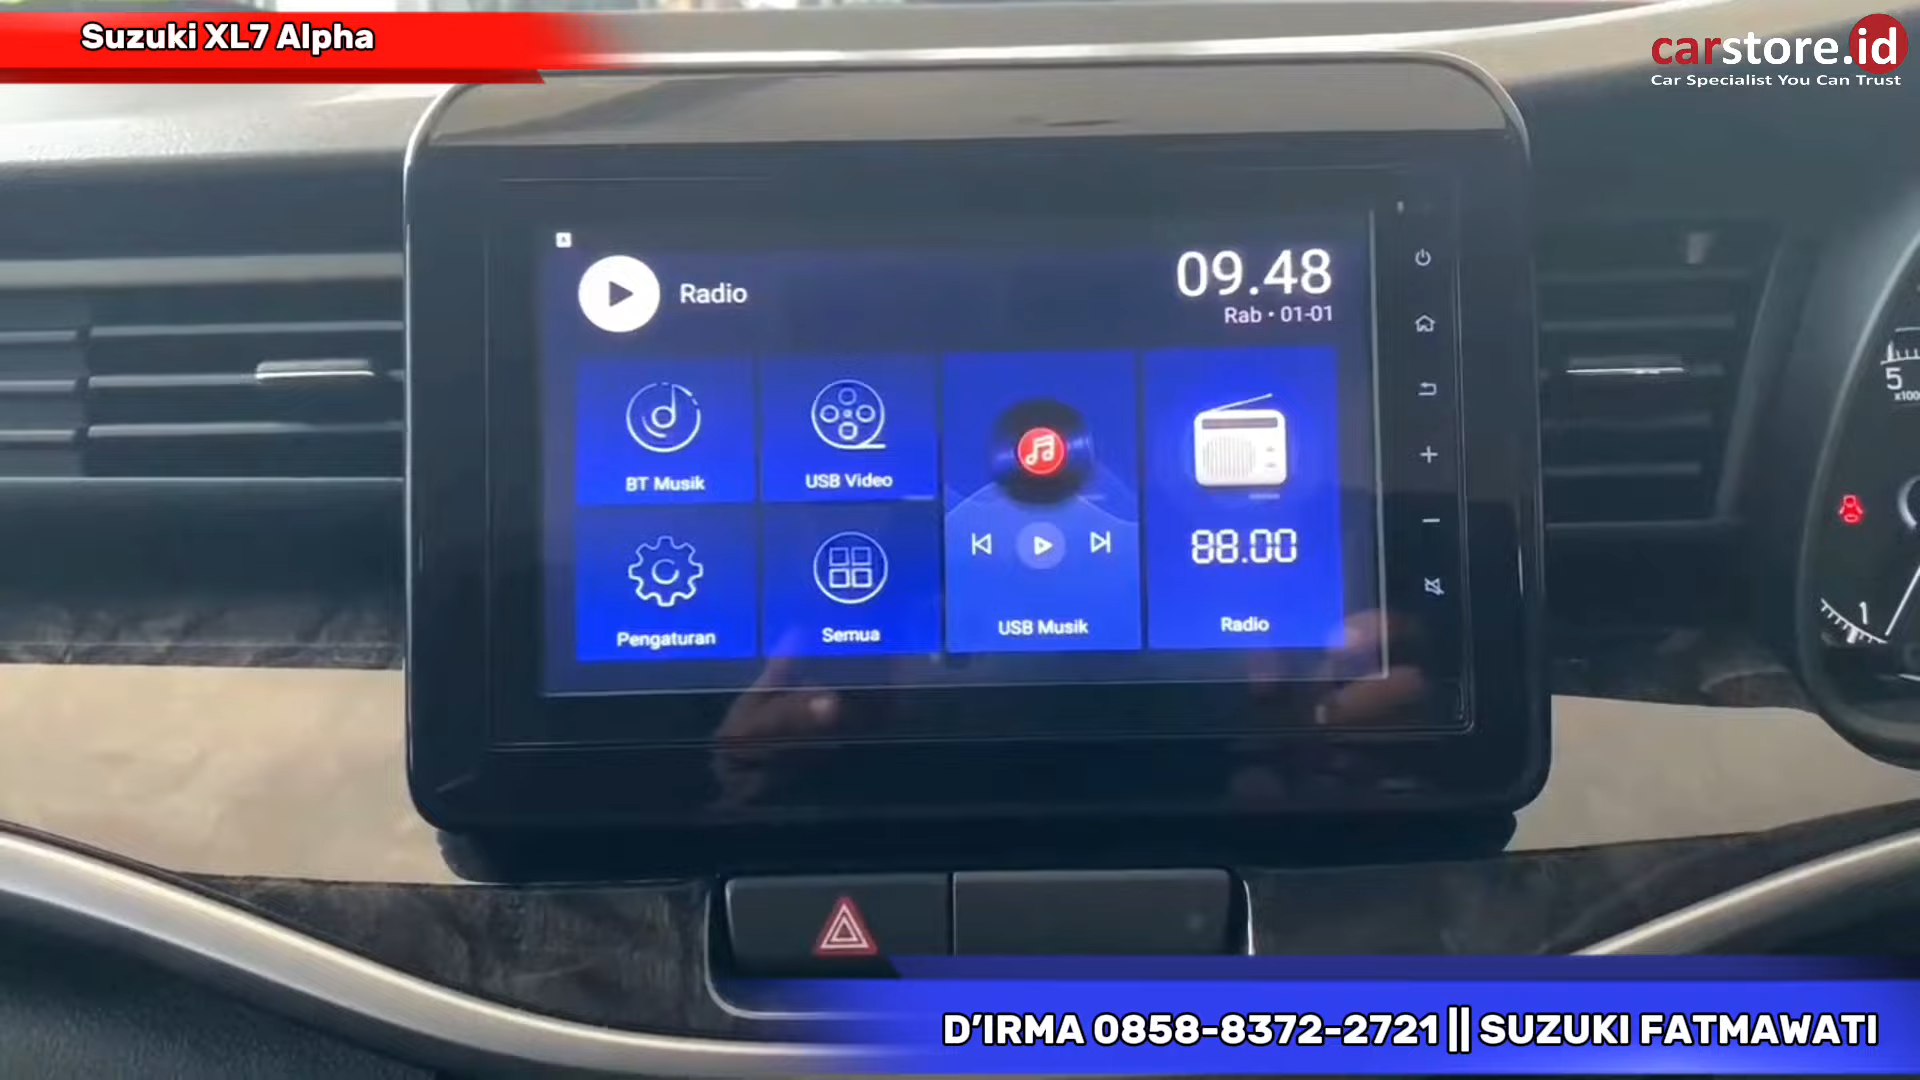 Suzuki XL7 Alpha
carstore.id
Car Specialist You Can Trust
Radio
09.48
Rab • 01-01
BT Musik
USB Video
Pengaturan
Semua
USB Musik
88.00
Radio
5
x100
1
D’IRMA 0858-8372-2721 || SUZUKI FATMAWATI